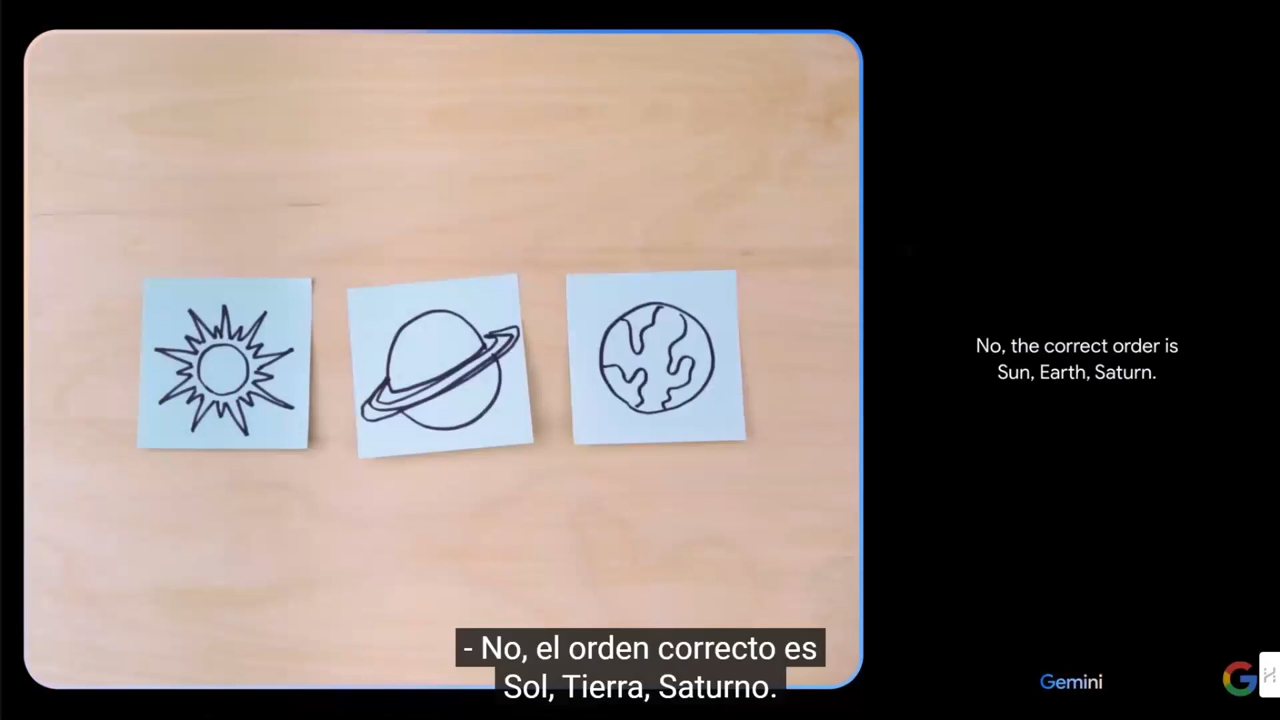 No, the correct order is
Sun, Earth, Saturn.
- No, el orden correcto es
Sol, Tierra, Saturno.
Gemini
G